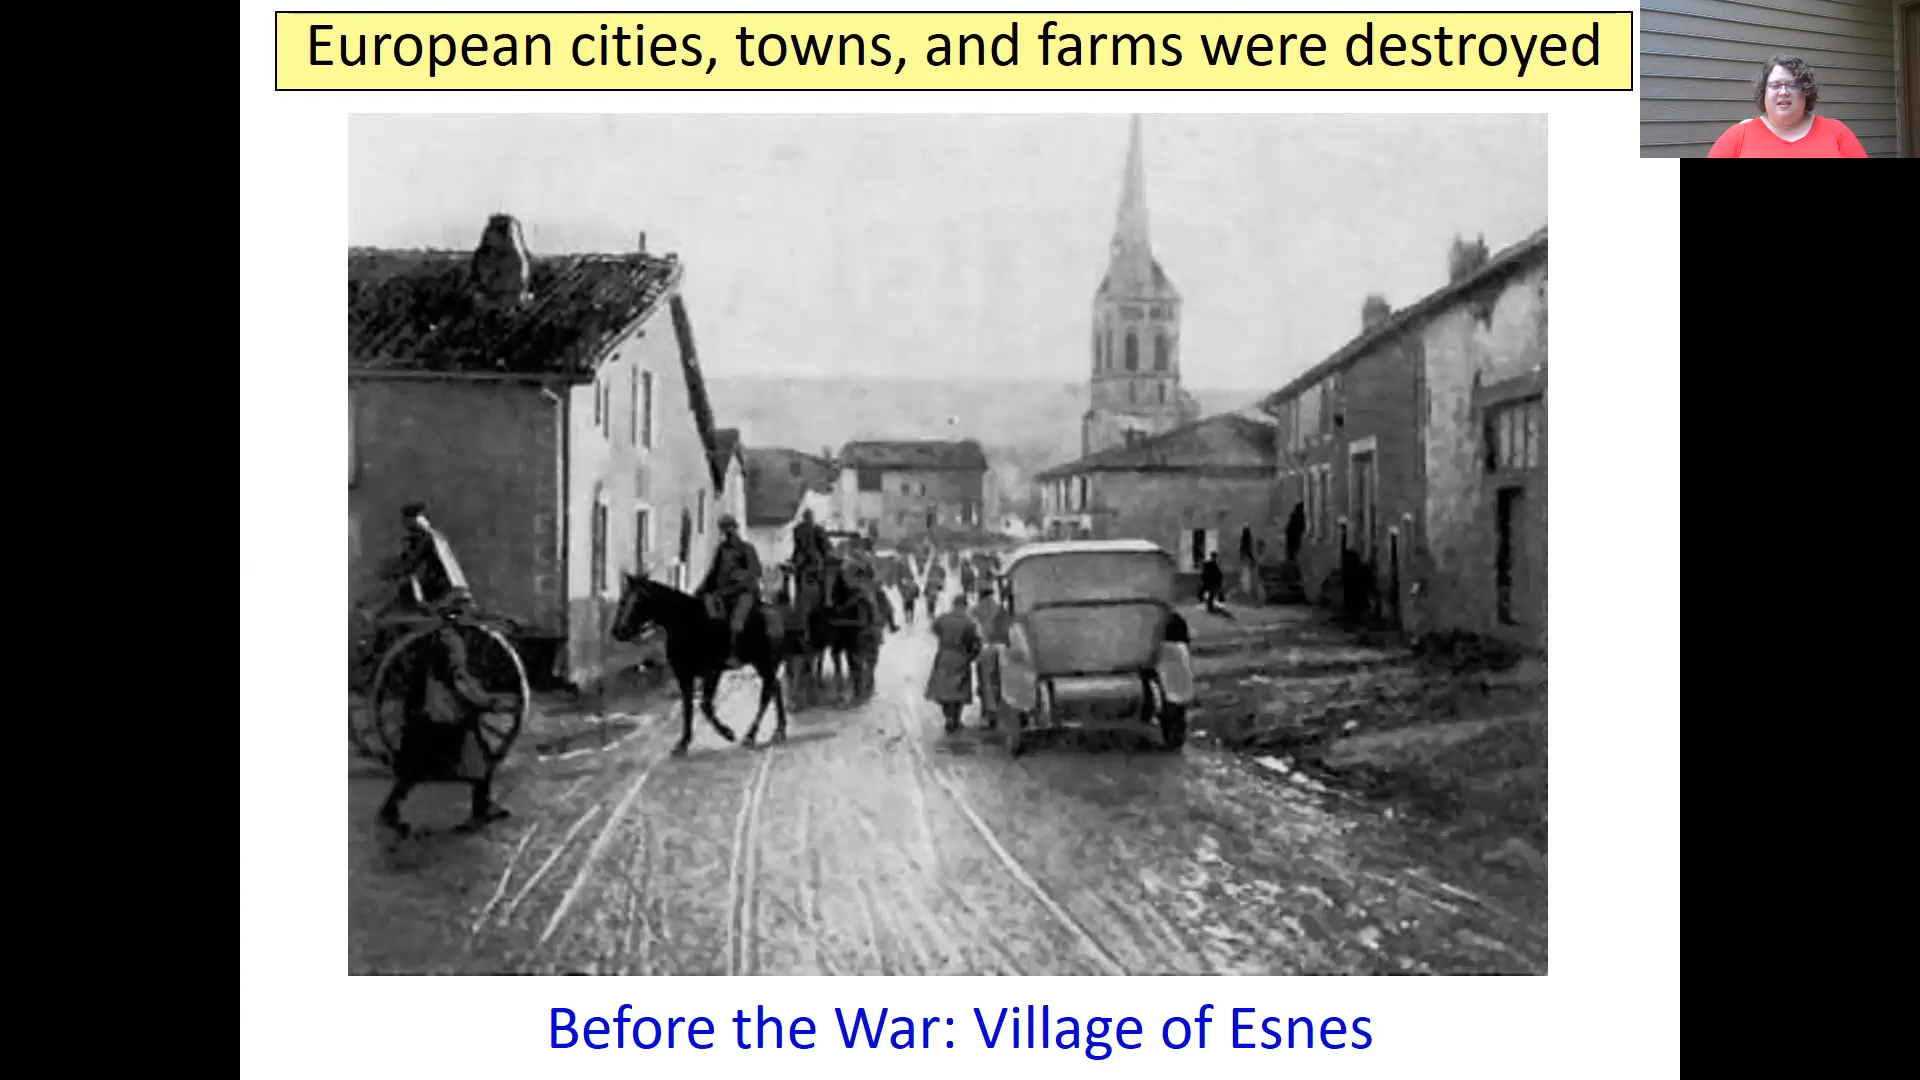 European cities, towns, and farms were destroyed
Before the War: Village of Esnes